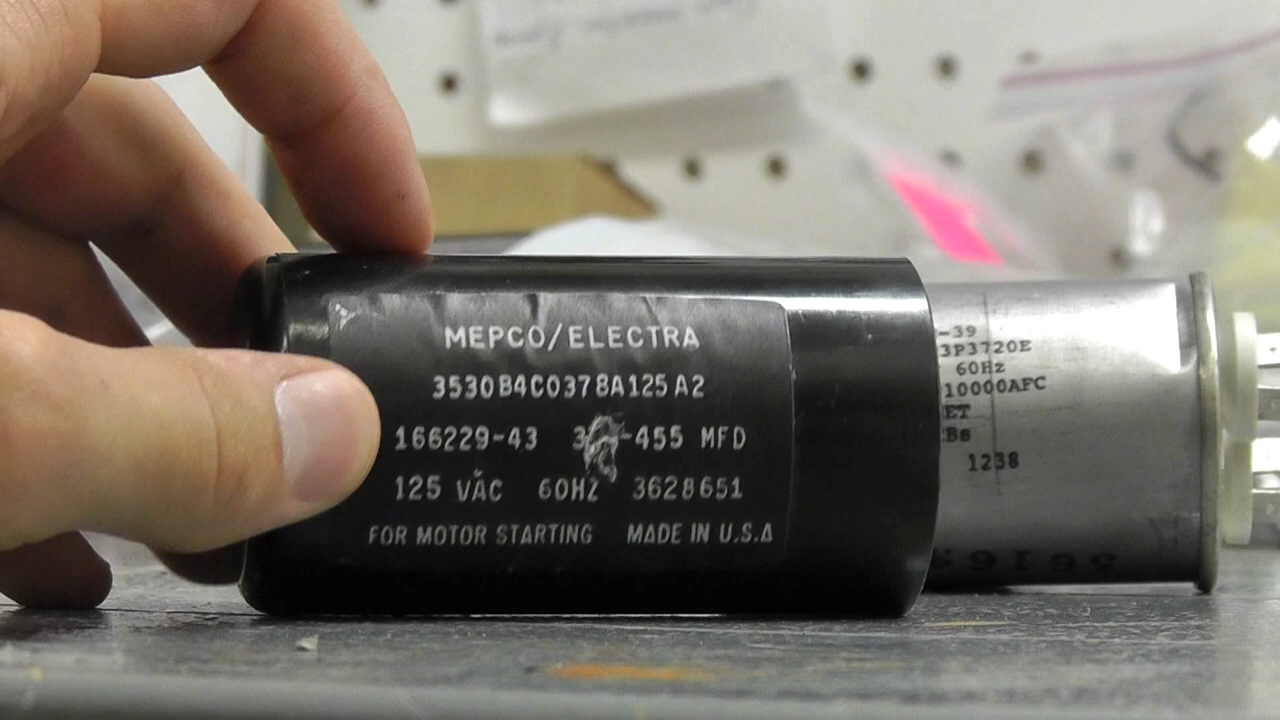 MEPCO/ELECTRA
3530B4C0378A125A2
166229-43 -455 MFD
125 VAC 60HZ 3628651
FOR MOTOR STARTING MADE IN U.S.A
-39
3P3720E
60Hz
10000AFC
ET
Bs
1238